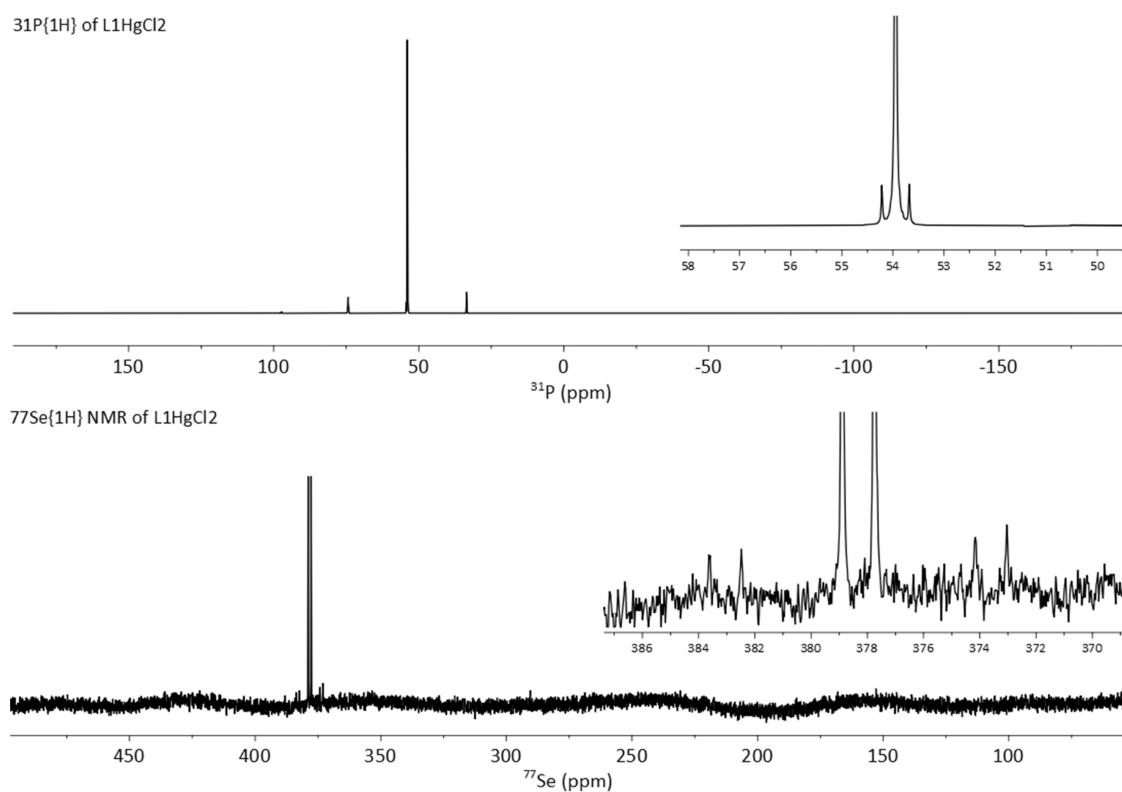 31P{1H} of L1HgCl2
58 57 56 55 54 53 52 51 50
150 100 50 0 -50 -100 -150
³¹P (ppm)
77Se{1H} NMR of L1HgCl2
386 384 382 380 378 376 374 372 370
450 400 350 300 250 200 150 100
⁷⁷Se (ppm)